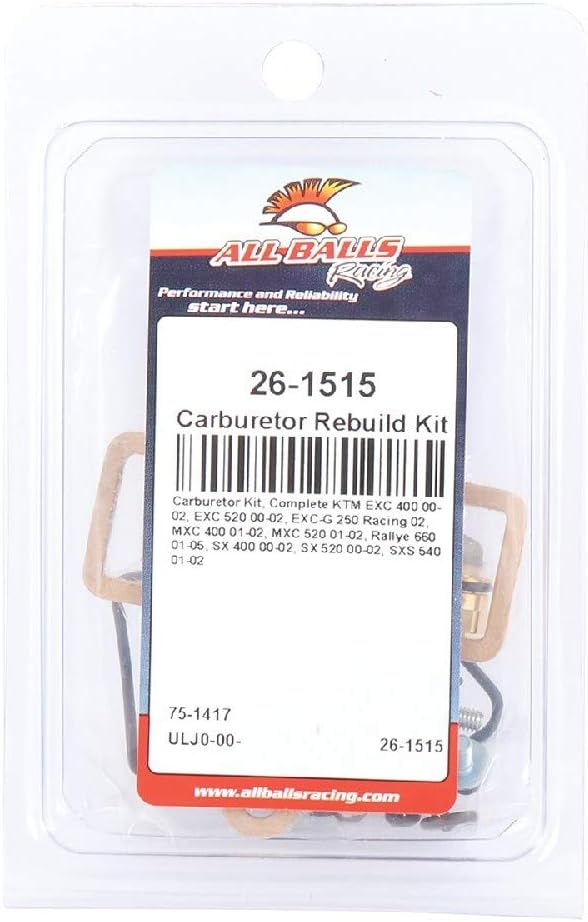 ALL BALLS
Racing
Performance and Reliability
start here...
26-1515
Carburetor Rebuild Kit
Carburetor Kit, Complete KTM EXC 400 00-
02, EXC 520 00-02, EXC-G 250 Racing 02,
MXC 400 01-02, MXC 520 01-02, Rallye 660
01-05, SX 400 00-02, SX 520 00-02, SXS 540
01-02
75-1417
ULJ0-00-
26-1515
www.allballsracing.com